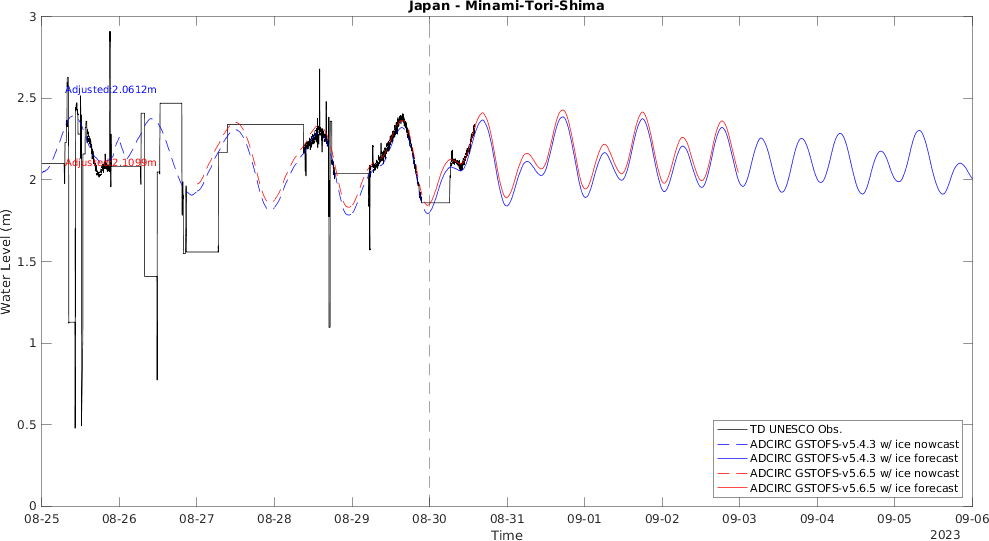 Japan - Minami-Tori-Shima
Water Level (m)
3
2.5
2
1.5
1
0.5
0
Adjusted:2.0612m
Adjusted:2.1099m
TD UNESCO Obs.
ADCIRC GSTOFS-v5.4.3 w/ ice nowcast
ADCIRC GSTOFS-v5.4.3 w/ ice forecast
ADCIRC GSTOFS-v5.6.5 w/ ice nowcast
ADCIRC GSTOFS-v5.6.5 w/ ice forecast
08-25 08-26 08-27 08-28 08-29 08-30 08-31 09-01 09-02 09-03 09-04 09-05 09-06
Time
2023